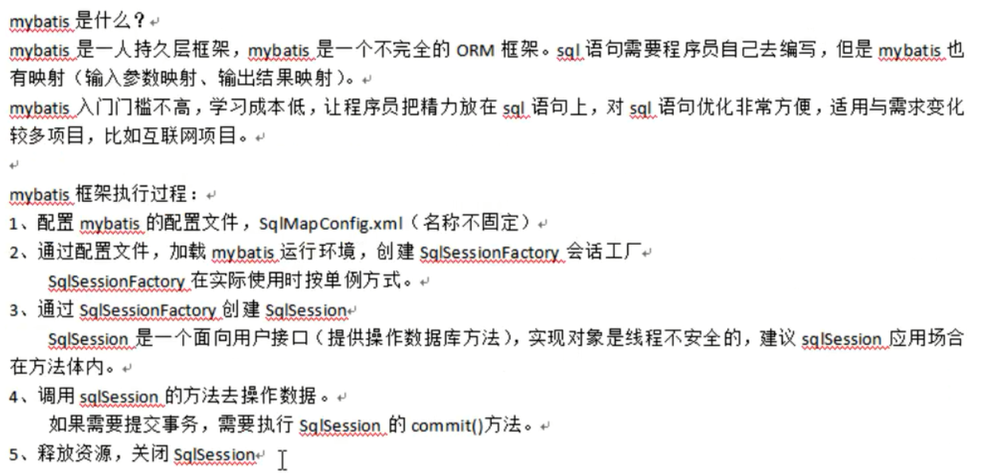 mybatis 是什么？
mybatis 是一人持久层框架，mybatis 是一个不完全的 ORM 框架。sql 语句需要程序员自己去编写，但是 mybatis 也
有映射（输入参数映射、输出结果映射）。
mybatis 入门门槛不高，学习成本低，让程序员把精力放在 sql 语句上，对 sql 语句优化非常方便，适用与需求变化
较多项目，比如互联网项目。
mybatis 框架执行过程：
1、配置 mybatis 的配置文件，SqlMapConfig.xml（名称不固定）
2、通过配置文件，加载 mybatis 运行环境，创建 SqlSessionFactory 会话工厂
SqlSessionFactory 在实际使用时按单例方式。
3、通过 SqlSessionFactory 创建 SqlSession
SqlSession 是一个面向用户接口（提供操作数据库方法），实现对象是线程不安全的，建议 sqlSession 应用场合
在方法体内。
4、调用 sqlSession 的方法去操作数据。
如果需要提交事务，需要执行 SqlSession 的 commit()方法。
5、释放资源，关闭 SqlSession